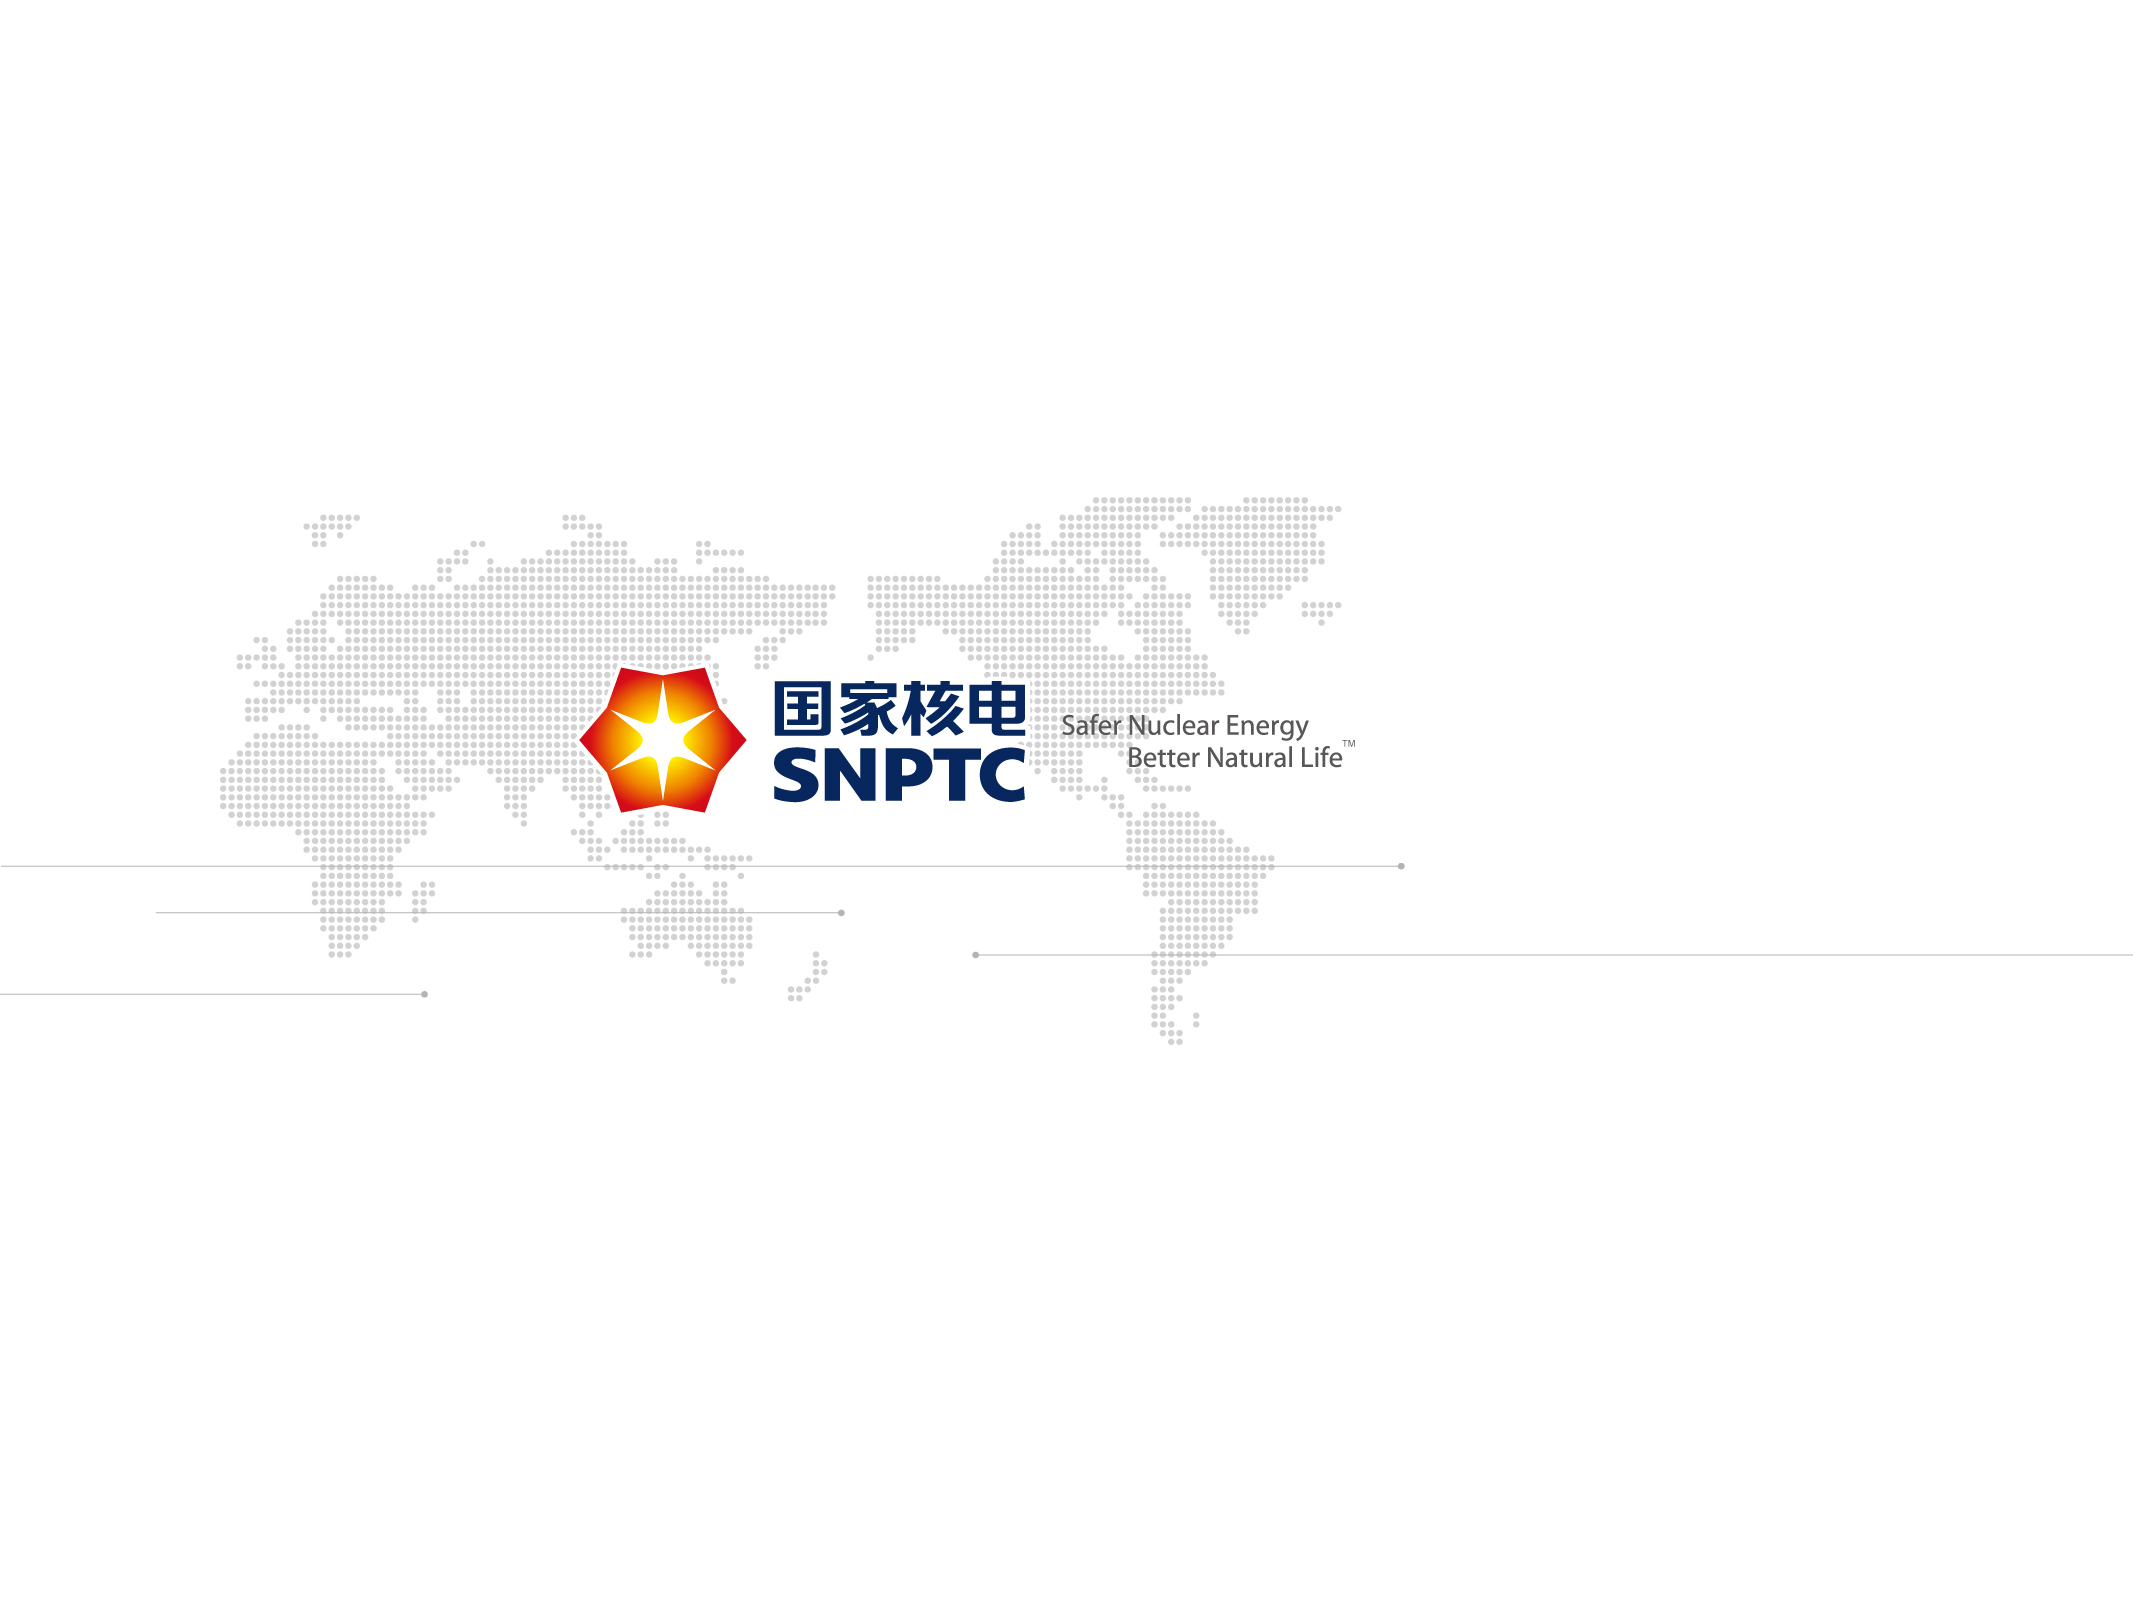 国家核电
SNPTC
Safer Nuclear Energy
Better Natural Life™